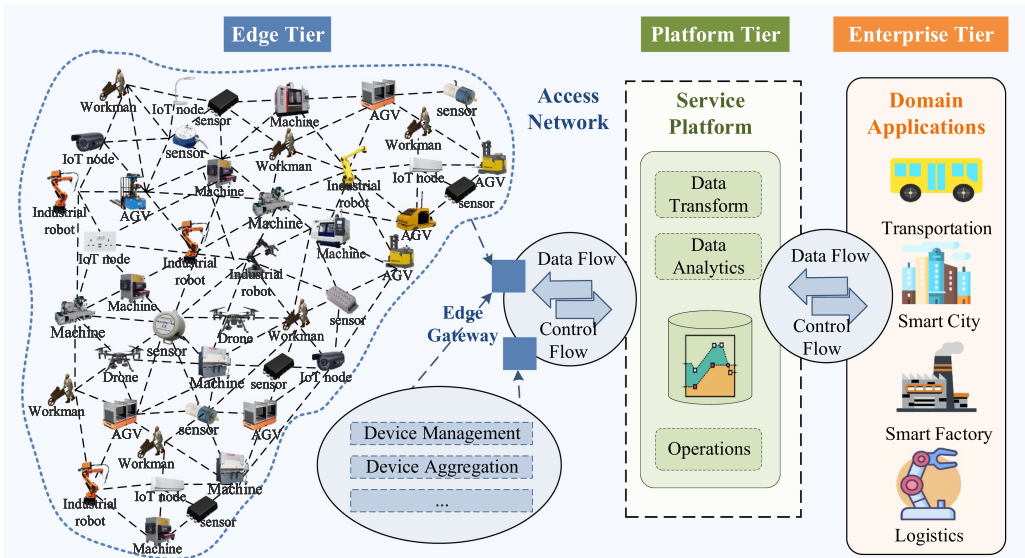 Edge Tier
Platform Tier
Enterprise Tier
Workman
IoT node
sensor
Machine
AGV
sensor
IoT node
sensor
Workman
Workman
Machine
Industrial
robot
IoT node
AGV
Industrial
robot
AGV
Machine
sensor
AGV
IoT node
Industrial
robot
Industrial
robot
Machine
AGV
Machine
sensor
Machine
sensor
Drone
Workman
Drone
Machine
sensor
IoT node
Workman
AGV
sensor
AGV
Workman
Industrial
robot
IoT node
Machine
sensor
Machine
Access
Network
Edge
Gateway
Data Flow
Control
Flow
Device Management
Device Aggregation
...
Service
Platform
Data
Transform
Data
Analytics
Operations
Data Flow
Control
Flow
Domain
Applications
Transportation
Smart City
Smart Factory
Logistics